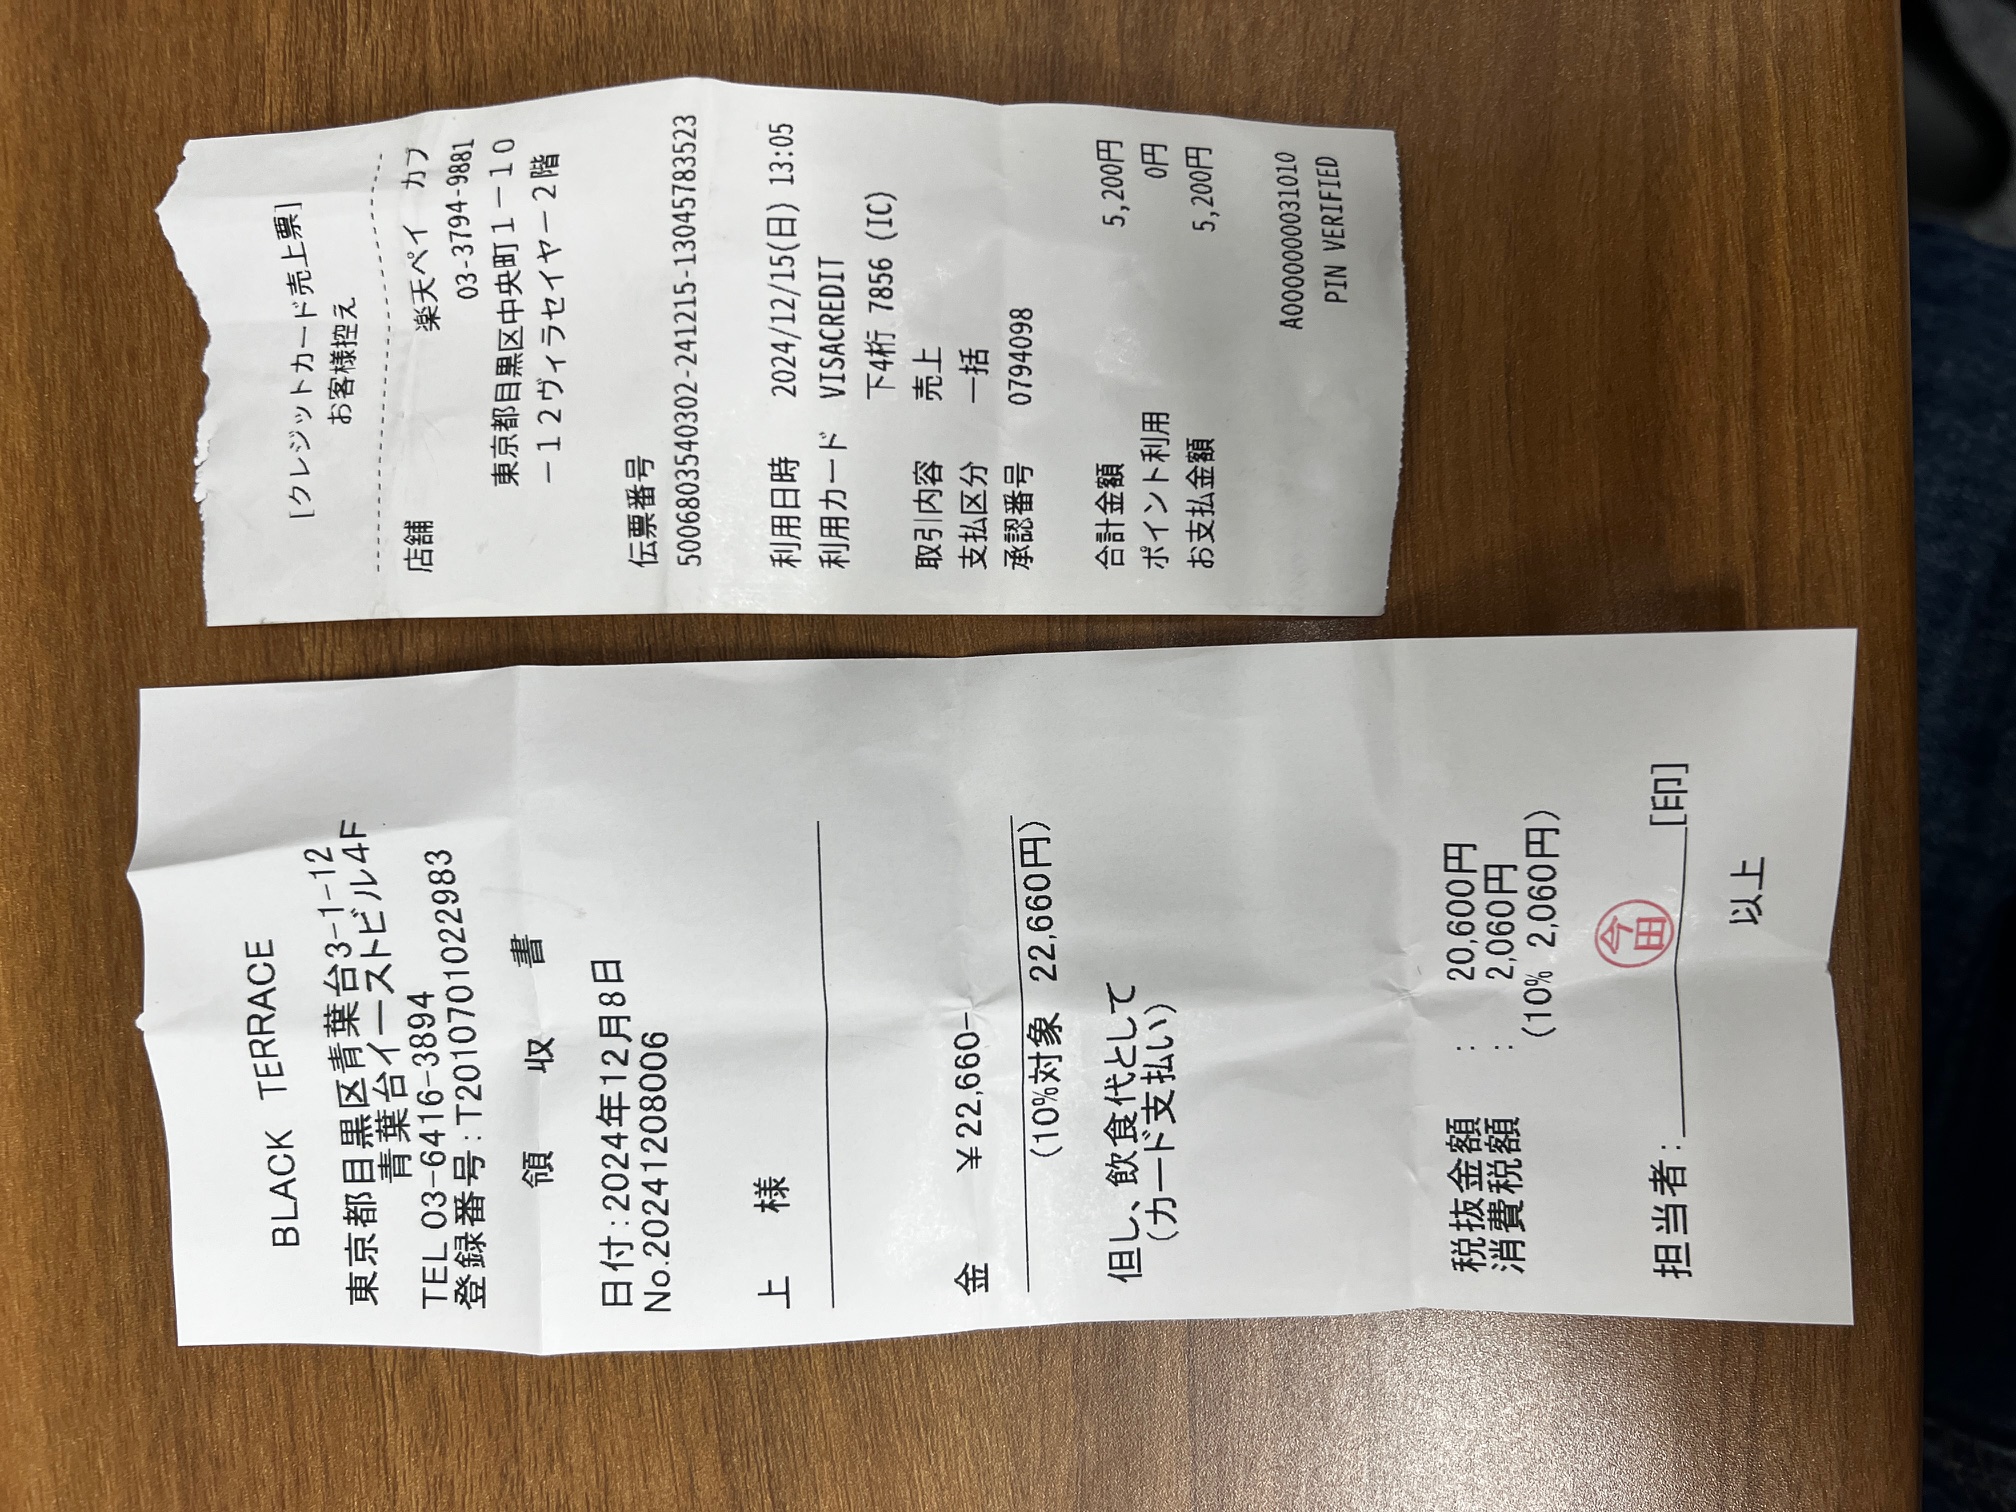 BLACK TERRACE
東京都目黒区青葉台3-1-12
青葉台イーストビル4F
TEL 03-6416-3894
登録番号:T2010701022983
領 収 書
日付:2024年12月8日
No.20241208006
上 様
金 ¥22,660-
(10%対象 22,660円)
但し、飲食代として
(カード支払い)
税抜金額 : 20,600円
消費税額 : 2,060円
(10% 2,060円)
今田
担当者: [印]
以上
[クレジットカード売上票]
お客様控え
店舗 楽天ペイ カブ
03-3794-9881
東京都目黒区中央町1-10
-12ヴィラセイヤー2階
伝票番号
5006803540302-241215-13045783523
利用日時 2024/12/15(日) 13:05
利用カード VISACREDIT
下4桁 7856 (IC)
取引内容 売上
支払区分 一括
承認番号 0794098
合計金額 5,200円
ポイント利用 0円
お支払金額 5,200円
A0000000031010
PIN VERIFIED